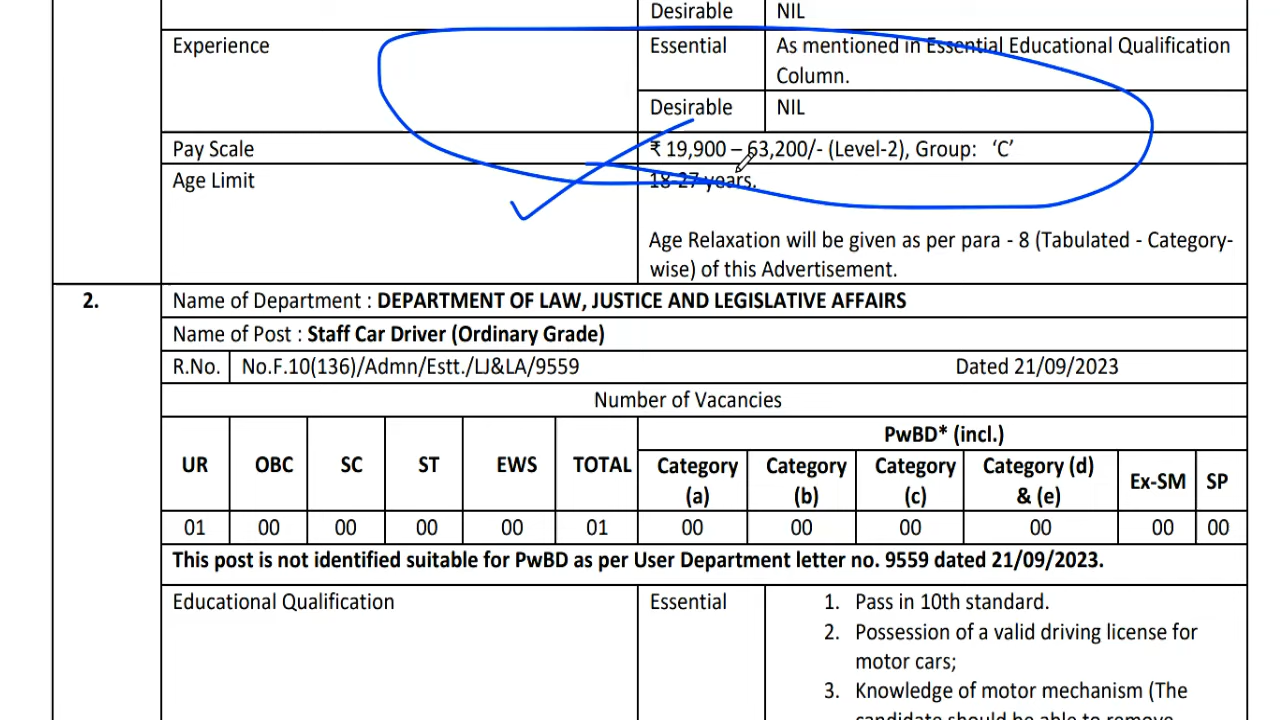 Desirable NIL
Experience Essential As mentioned in Essential Educational Qualification
Column.
Desirable NIL
Pay Scale ₹ 19,900 – 63,200/- (Level-2), Group: ‘C’
Age Limit 18-27 years.
Age Relaxation will be given as per para - 8 (Tabulated - Category-
wise) of this Advertisement.
2. Name of Department : DEPARTMENT OF LAW, JUSTICE AND LEGISLATIVE AFFAIRS
Name of Post : Staff Car Driver (Ordinary Grade)
R.No. No.F.10(136)/Admn/Estt./LJ&LA/9559 Dated 21/09/2023
Number of Vacancies
UR OBC SC ST EWS TOTAL PwBD* (incl.)
Category (a) Category (b) Category (c) Category (d) & (e) Ex-SM SP
01 00 00 00 00 01 00 00 00 00 00 00
This post is not identified suitable for PwBD as per User Department letter no. 9559 dated 21/09/2023.
Educational Qualification Essential 1. Pass in 10th standard.
2. Possession of a valid driving license for
motor cars;
3. Knowledge of motor mechanism (The
candidate should be able to remove